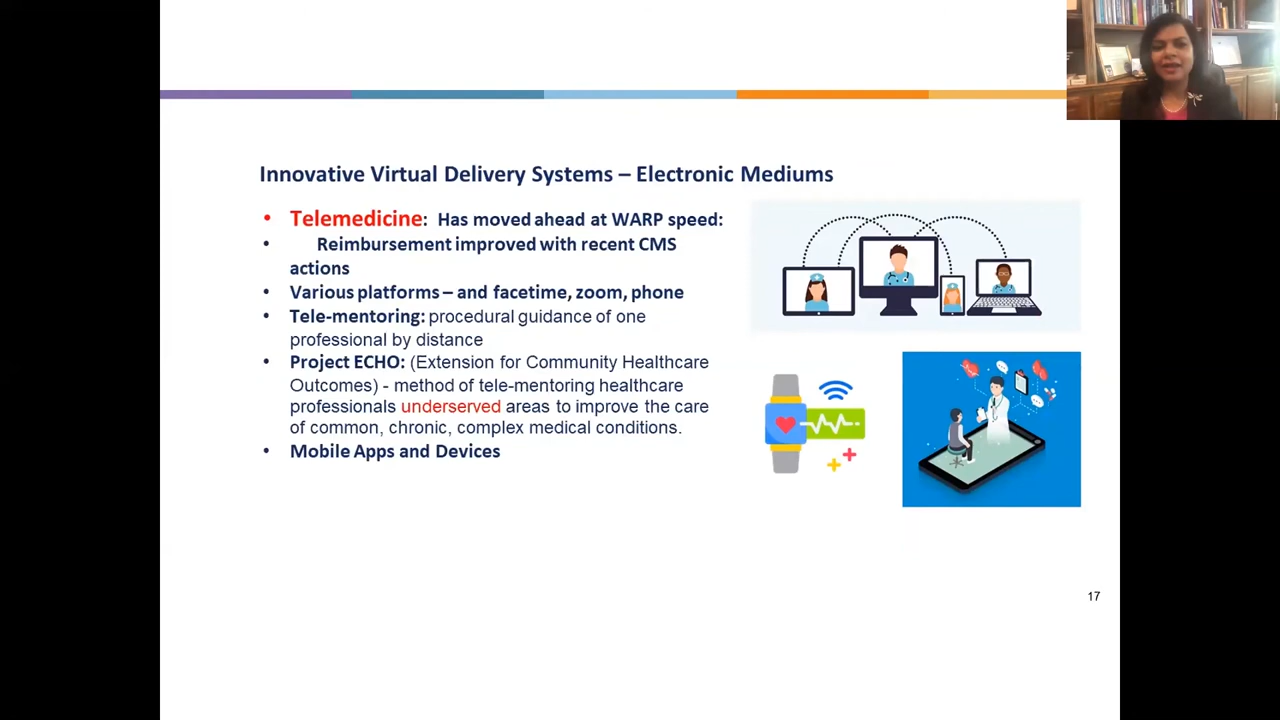 Innovative Virtual Delivery Systems – Electronic Mediums
• Telemedicine: Has moved ahead at WARP speed:
• Reimbursement improved with recent CMS
actions
• Various platforms – and facetime, zoom, phone
• Tele-mentoring: procedural guidance of one
professional by distance
• Project ECHO: (Extension for Community Healthcare
Outcomes) - method of tele-mentoring healthcare
professionals underserved areas to improve the care
of common, chronic, complex medical conditions.
• Mobile Apps and Devices
17